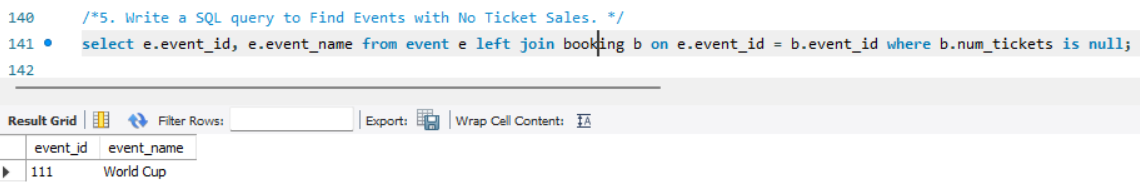 140 /*5. Write a SQL query to Find Events with No Ticket Sales. */
141 select e.event_id, e.event_name from event e left join booking b on e.event_id = b.event_id where b.num_tickets is null;
142
Result Grid Filter Rows: Export: Wrap Cell Content: IA
event_id event_name
111 World Cup